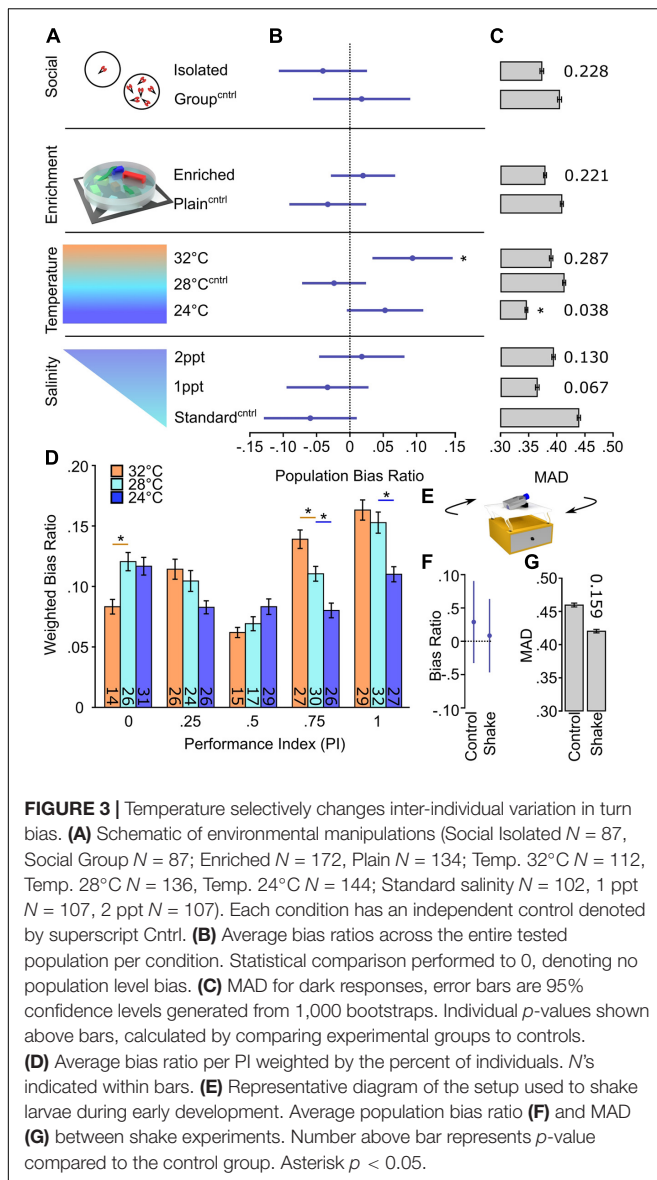 A
B
C
Social
Isolated
Group^cntrl
0.228
Enrichment
Enriched
Plain^cntrl
0.221
Temperature
32°C
28°C^cntrl
24°C
*
0.287
* 0.038
Salinity
2ppt
1ppt
Standard^cntrl
0.130
0.067
-.15 -.10 -.05 0 .05 .10 .15
Population Bias Ratio
.30 .35 .40 .45 .50
MAD
D
32°C
28°C
24°C
Weighted Bias Ratio
.20
.15
.10
.05
0
* * * *
14 26 31 26 24 26 15 17 29 27 30 26 29 32 27
0 .25 .5 .75 1
Performance Index (PI)
E
F
Bias Ratio
.10
.5
0
-.5
-.10
Control
Shake
G
MAD
.45
.40
.35
.30
0.159
Control
Shake
FIGURE 3 | Temperature selectively changes inter-individual variation in turn
bias. (A) Schematic of environmental manipulations (Social Isolated N = 87,
Social Group N = 87; Enriched N = 172, Plain N = 134; Temp. 32°C N = 112,
Temp. 28°C N = 136, Temp. 24°C N = 144; Standard salinity N = 102, 1 ppt
N = 107, 2 ppt N = 107). Each condition has an independent control denoted
by superscript Cntrl. (B) Average bias ratios across the entire tested
population per condition. Statistical comparison performed to 0, denoting no
population level bias. (C) MAD for dark responses, error bars are 95%
confidence levels generated from 1,000 bootstraps. Individual p-values shown
above bars, calculated by comparing experimental groups to controls.
(D) Average bias ratio per PI weighted by the percent of individuals. N's
indicated within bars. (E) Representative diagram of the setup used to shake
larvae during early development. Average population bias ratio (F) and MAD
(G) between shake experiments. Number above bar represents p-value
compared to the control group. Asterisk p < 0.05.